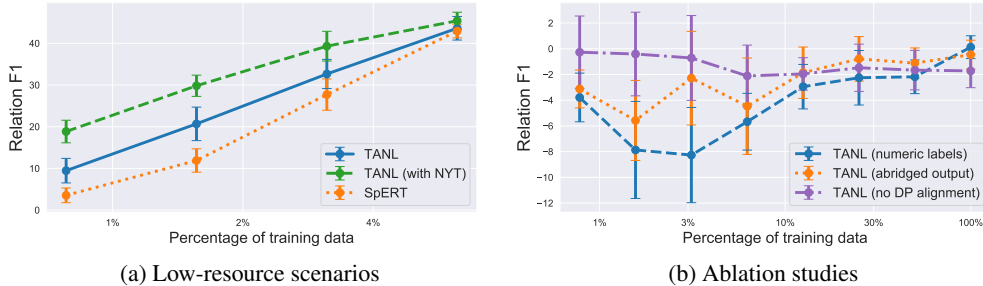 Relation F1
40
30
20
10
0
1%
2%
4%
Percentage of training data
TANL
TANL (with NYT)
SpERT
(a) Low-resource scenarios
Relation F1
2
0
−2
−4
−6
−8
−10
−12
1%
3%
10%
30%
100%
Percentage of training data
TANL (numeric labels)
TANL (abridged output)
TANL (no DP alignment)
(b) Ablation studies